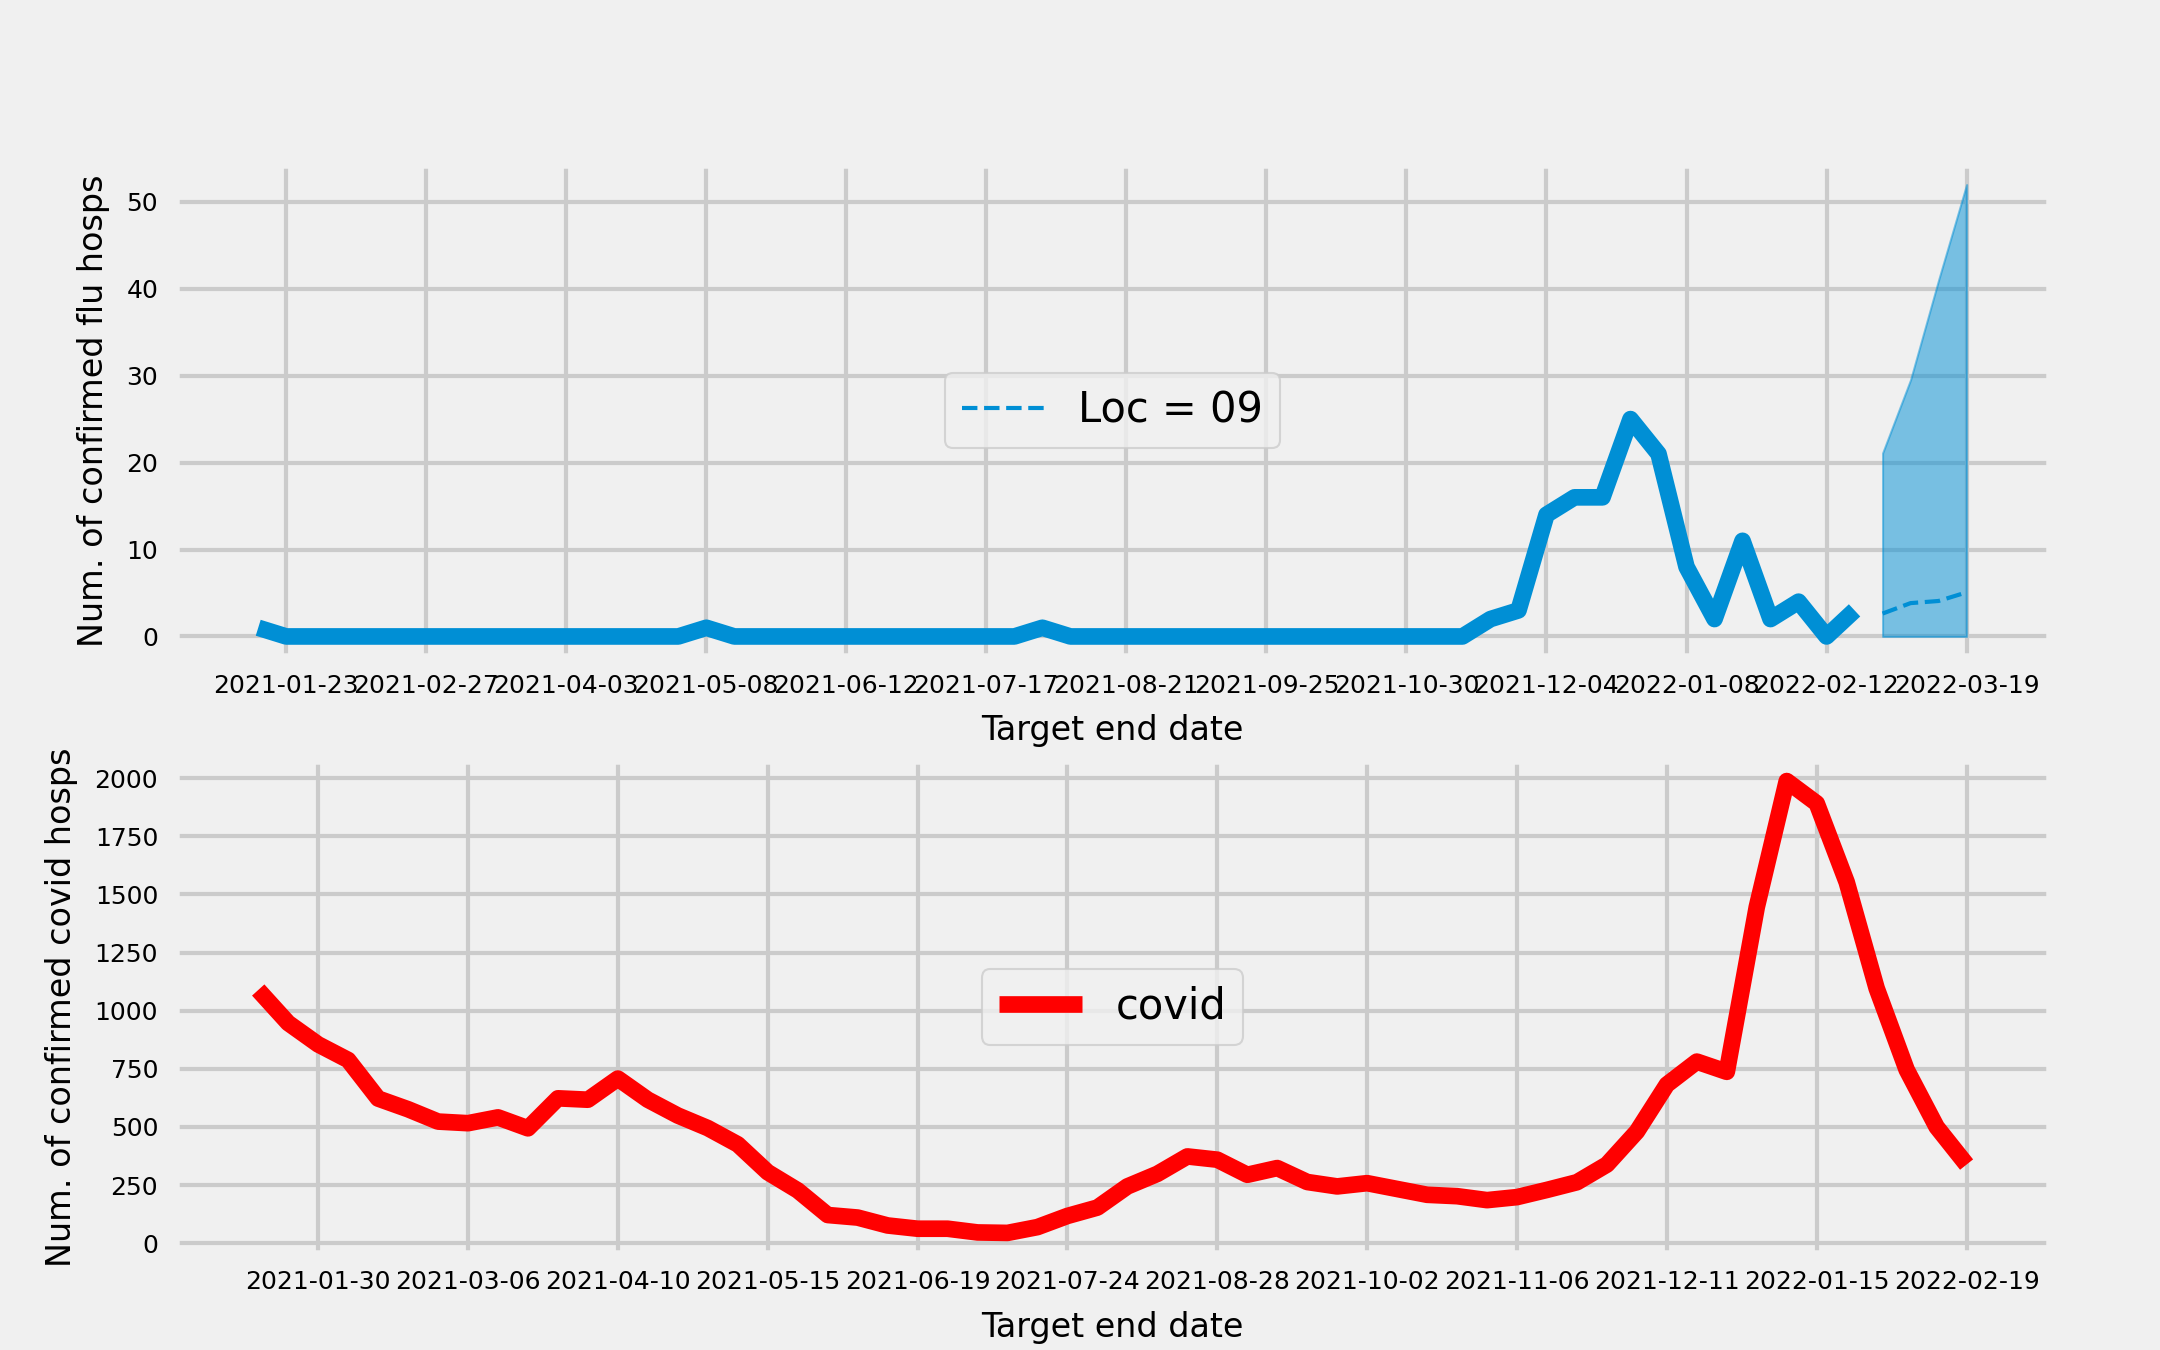 Num. of confirmed flu hosps
50
40
30
20
10
0
Loc = 09
2021-01-23 2021-02-27 2021-04-03 2021-05-08 2021-06-12 2021-07-17 2021-08-21 2021-09-25 2021-10-30 2021-12-04 2022-01-08 2022-02-12 2022-03-19
Target end date
Num. of confirmed covid hosps
2000
1750
1500
1250
1000
750
500
250
0
covid
2021-01-30 2021-03-06 2021-04-10 2021-05-15 2021-06-19 2021-07-24 2021-08-28 2021-10-02 2021-11-06 2021-12-11 2022-01-15 2022-02-19
Target end date